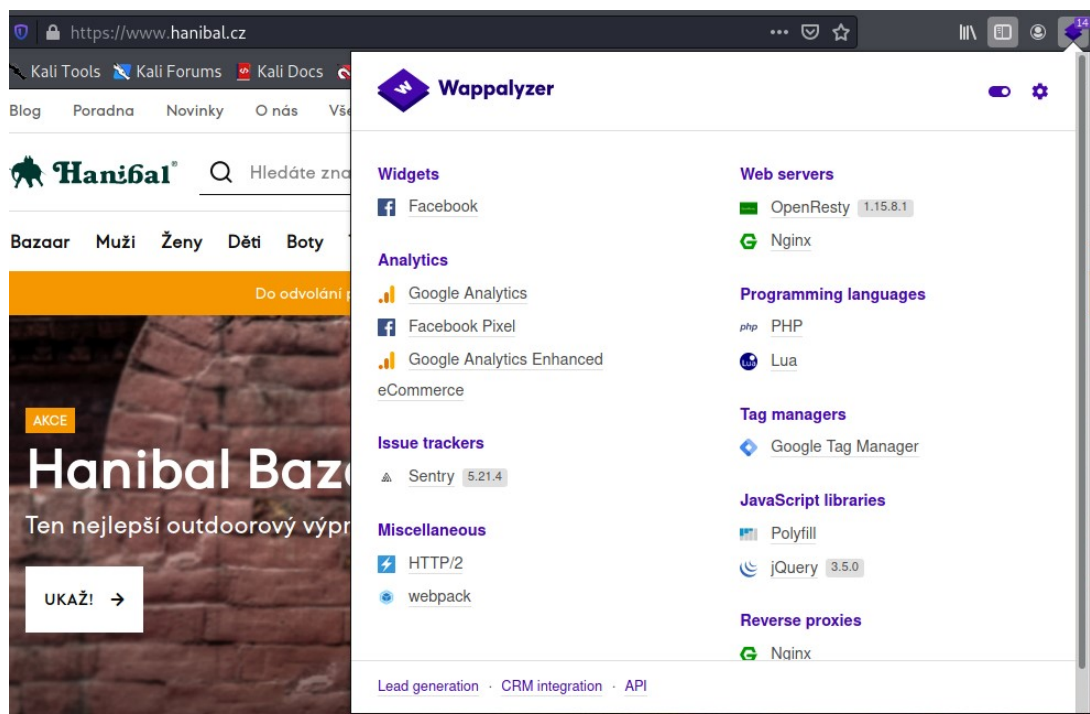 https://www.hanibal.cz
14
Kali Tools Kali Forums Kali Docs
Blog Poradna Novinky O nás
Hanibal®
Hledáte
Bazaar Muži Ženy Děti Boty
Do odvolání
AKCE
Hanibal
Ten nejlepší outdoorový
UKAŽ! →
W Wappalyzer
Widgets
Facebook
Analytics
Google Analytics
Facebook Pixel
Google Analytics Enhanced
eCommerce
Issue trackers
Sentry 5.21.4
Miscellaneous
HTTP/2
webpack
Web servers
OpenResty 1.15.8.1
Nginx
Programming languages
php PHP
Lua Lua
Tag managers
Google Tag Manager
JavaScript libraries
Polyfill
jQuery 3.5.0
Reverse proxies
Nginx
Lead generation · CRM integration · API